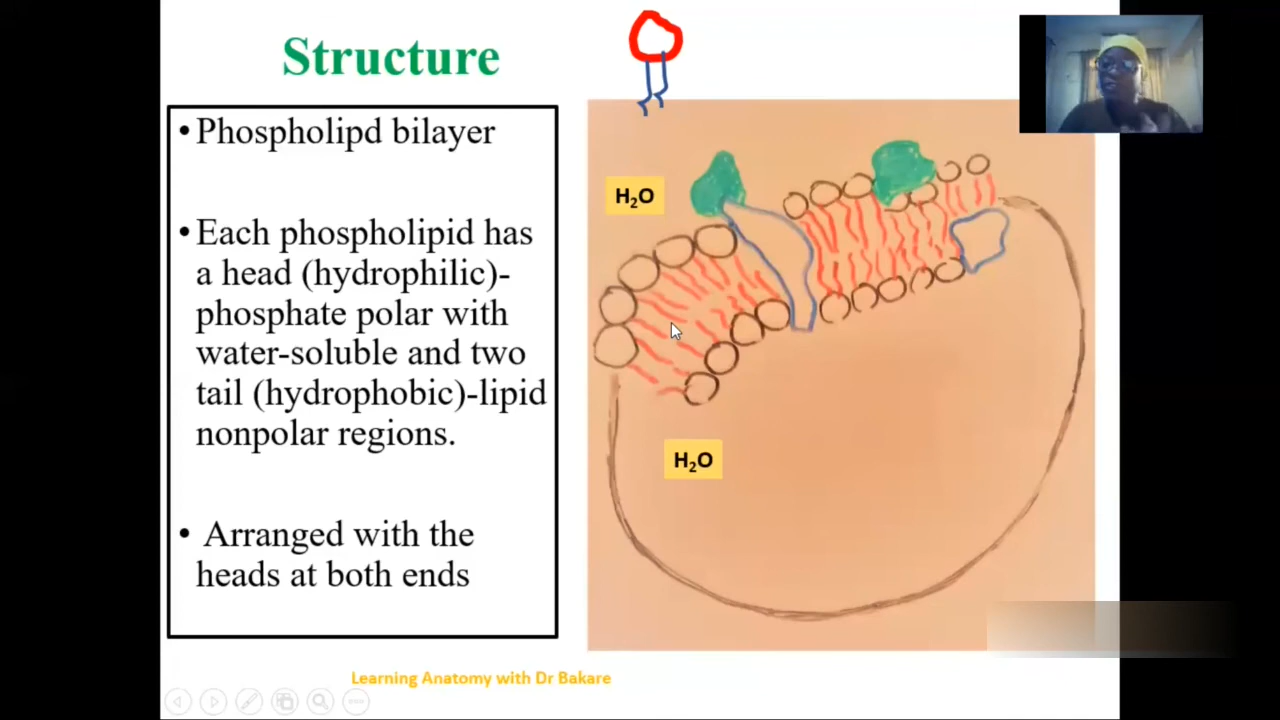 Structure
•Phospholipd bilayer
•Each phospholipid has
a head (hydrophilic)-
phosphate polar with
water-soluble and two
tail (hydrophobic)-lipid
nonpolar regions.
• Arranged with the
heads at both ends
H₂O
H₂O
Learning Anatomy with Dr Bakare